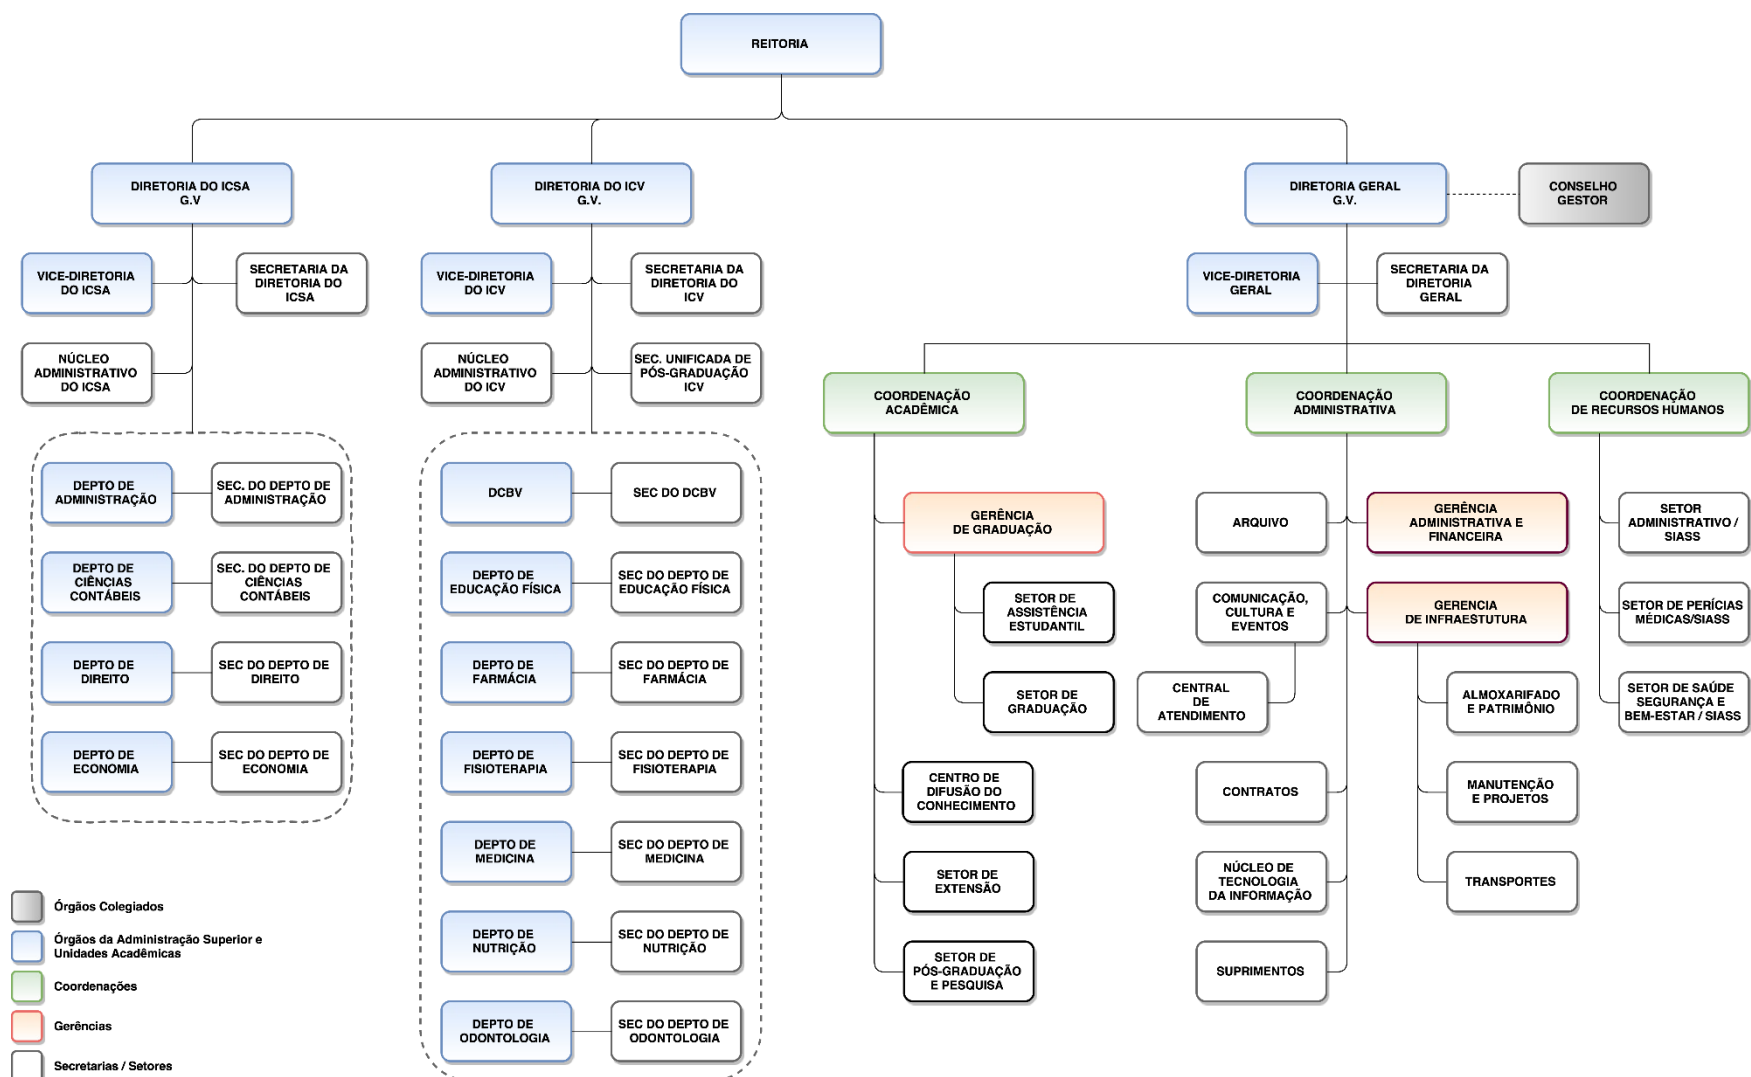 REITORIA
DIRETORIA DO ICSA
G.V
DIRETORIA DO ICV
G.V.
DIRETORIA GERAL
G.V.
CONSELHO
GESTOR
VICE-DIRETORIA
DO ICSA
SECRETARIA DA
DIRETORIA DO
ICSA
VICE-DIRETORIA
DO ICV
SECRETARIA DA
DIRETORIA DO
ICV
VICE-DIRETORIA
GERAL
SECRETARIA DA
DIRETORIA
GERAL
NÚCLEO
ADMINISTRATIVO
DO ICSA
NÚCLEO
ADMINISTRATIVO
DO ICV
SEC. UNIFICADA DE
PÓS-GRADUAÇÃO
ICV
COORDENAÇÃO
ACADÊMICA
COORDENAÇÃO
ADMINISTRATIVA
COORDENAÇÃO
DE RECURSOS HUMANOS
DEPTO DE
ADMINISTRAÇÃO
SEC. DO DEPTO DE
ADMINISTRAÇÃO
DEPTO DE
CIÊNCIAS
CONTÁBEIS
SEC. DO DEPTO DE
CIÊNCIAS
CONTÁBEIS
DEPTO DE
DIREITO
SEC DO DEPTO DE
DIREITO
DEPTO DE
ECONOMIA
SEC DO DEPTO DE
ECONOMIA
DCBV
SEC DO DCBV
DEPTO DE
EDUCAÇÃO FÍSICA
SEC DO DEPTO DE
EDUCAÇÃO FÍSICA
DEPTO DE
FARMÁCIA
SEC DO DEPTO DE
FARMÁCIA
DEPTO DE
FISIOTERAPIA
SEC DO DEPTO DE
FISIOTERAPIA
DEPTO DE
MEDICINA
SEC DO DEPTO DE
MEDICINA
DEPTO DE
NUTRIÇÃO
SEC DO DEPTO DE
NUTRIÇÃO
DEPTO DE
ODONTOLOGIA
SEC DO DEPTO DE
ODONTOLOGIA
GERÊNCIA
DE GRADUAÇÃO
SETOR DE
ASSISTÊNCIA
ESTUDANTIL
SETOR DE
GRADUAÇÃO
CENTRO DE
DIFUSÃO DO
CONHECIMENTO
SETOR DE
EXTENSÃO
SETOR DE
PÓS-GRADUAÇÃO
E PESQUISA
ARQUIVO
GERÊNCIA
ADMINISTRATIVA E
FINANCEIRA
COMUNICAÇÃO,
CULTURA E
EVENTOS
GERENCIA
DE INFRAESTUTURA
CENTRAL
DE
ATENDIMENTO
ALMOXARIFADO
E PATRIMÔNIO
CONTRATOS
MANUTENÇÃO
E PROJETOS
NÚCLEO DE
TECNOLOGIA
DA INFORMAÇÃO
TRANSPORTES
SUPRIMENTOS
SETOR
ADMINISTRATIVO /
SIASS
SETOR DE PERÍCIAS
MÉDICAS/SIASS
SETOR DE SAÚDE
SEGURANÇA E
BEM-ESTAR / SIASS
Órgãos Colegiados
Órgãos da Administração Superior e
Unidades Acadêmicas
Coordenações
Gerências
Secretarias / Setores